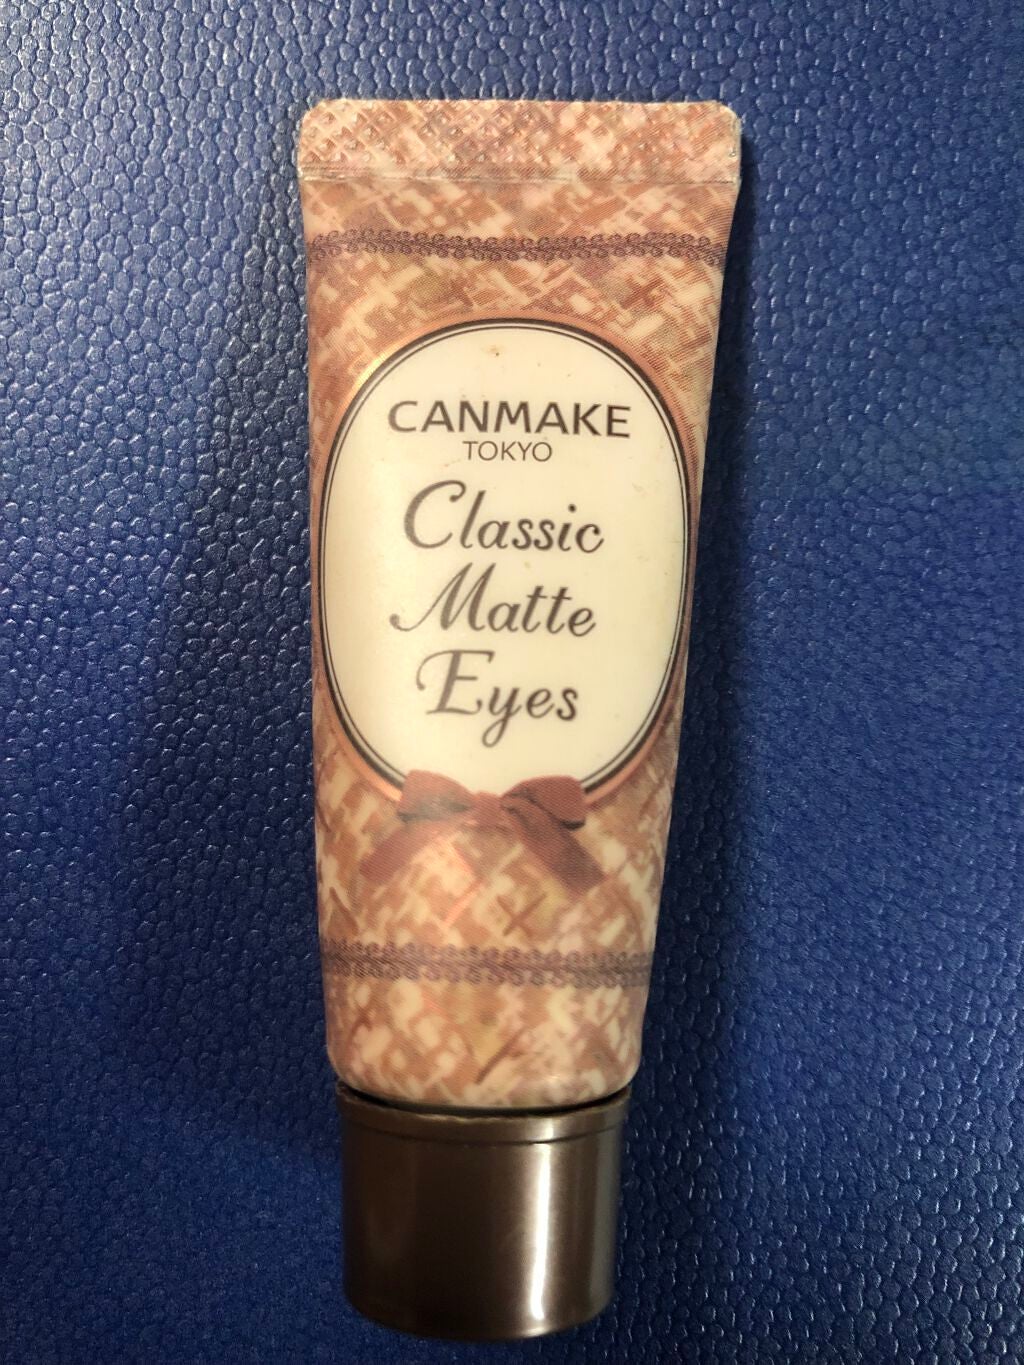 CANMAKE
TOKYO
Classic
Matte
Eyes